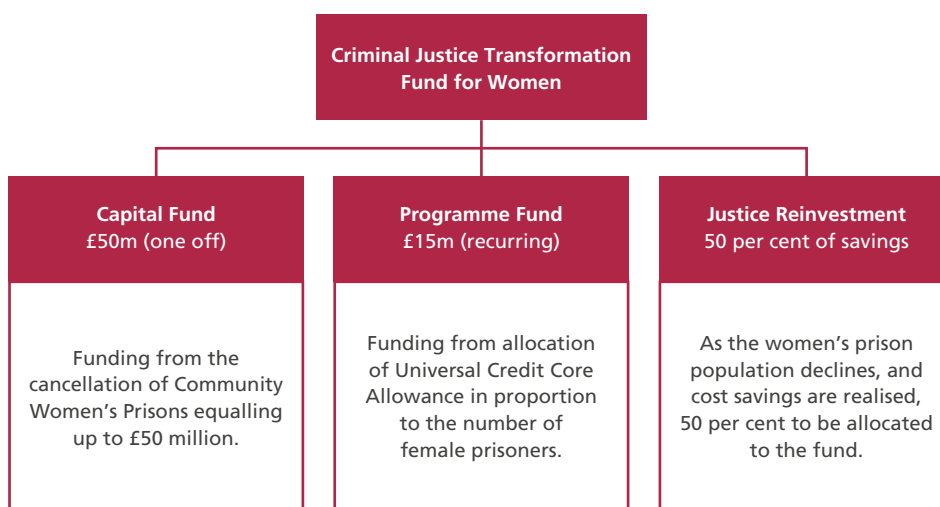 Criminal Justice Transformation
Fund for Women
Capital Fund
£50m (one off)
Funding from the
cancellation of Community
Women’s Prisons equalling
up to £50 million.
Programme Fund
£15m (recurring)
Funding from allocation
of Universal Credit Core
Allowance in proportion
to the number of
female prisoners.
Justice Reinvestment
50 per cent of savings
As the women’s prison
population declines, and
cost savings are realised,
50 per cent to be allocated
to the fund.